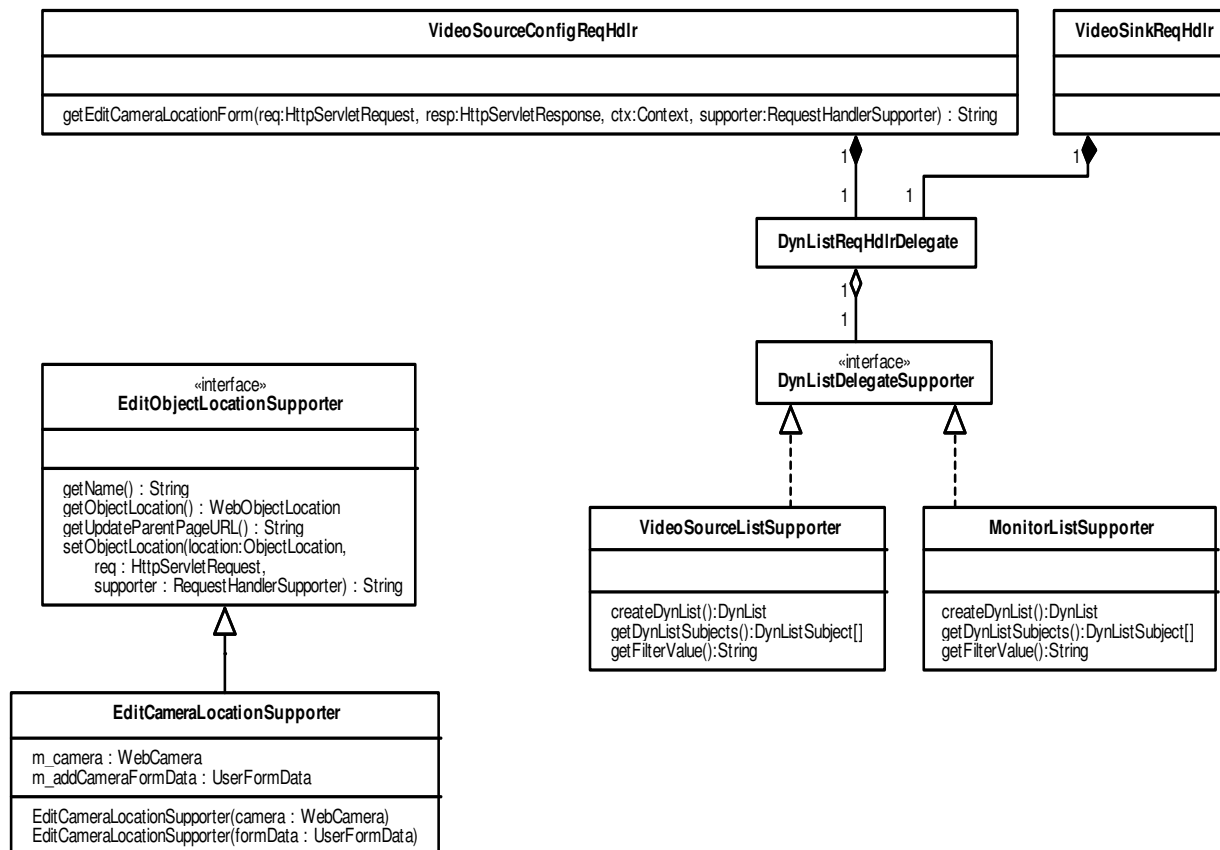 VideoSourceConfigReqHdlr
getEditCameraLocationForm(req:HttpServletRequest, resp:HttpServletResponse, ctx:Context, supporter:RequestHandlerSupporter) : String
VideoSinkReqHdlr
1
1
1
1
DynListReqHdlrDelegate
1
1
«interface»
DynListDelegateSupporter
«interface»
EditObjectLocationSupporter
getName() : String
getObjectLocation() : WebObjectLocation
getUpdateParentPageURL() : String
setObjectLocation(location:ObjectLocation,
req : HttpServletRequest,
supporter : RequestHandlerSupporter) : String
VideoSourceListSupporter
createDynList():DynList
getDynListSubjects():DynListSubject[]
getFilterValue():String
MonitorListSupporter
createDynList():DynList
getDynListSubjects():DynListSubject[]
getFilterValue():String
EditCameraLocationSupporter
m_camera : WebCamera
m_addCameraFormData : UserFormData
EditCameraLocationSupporter(camera : WebCamera)
EditCameraLocationSupporter(formData : UserFormData)